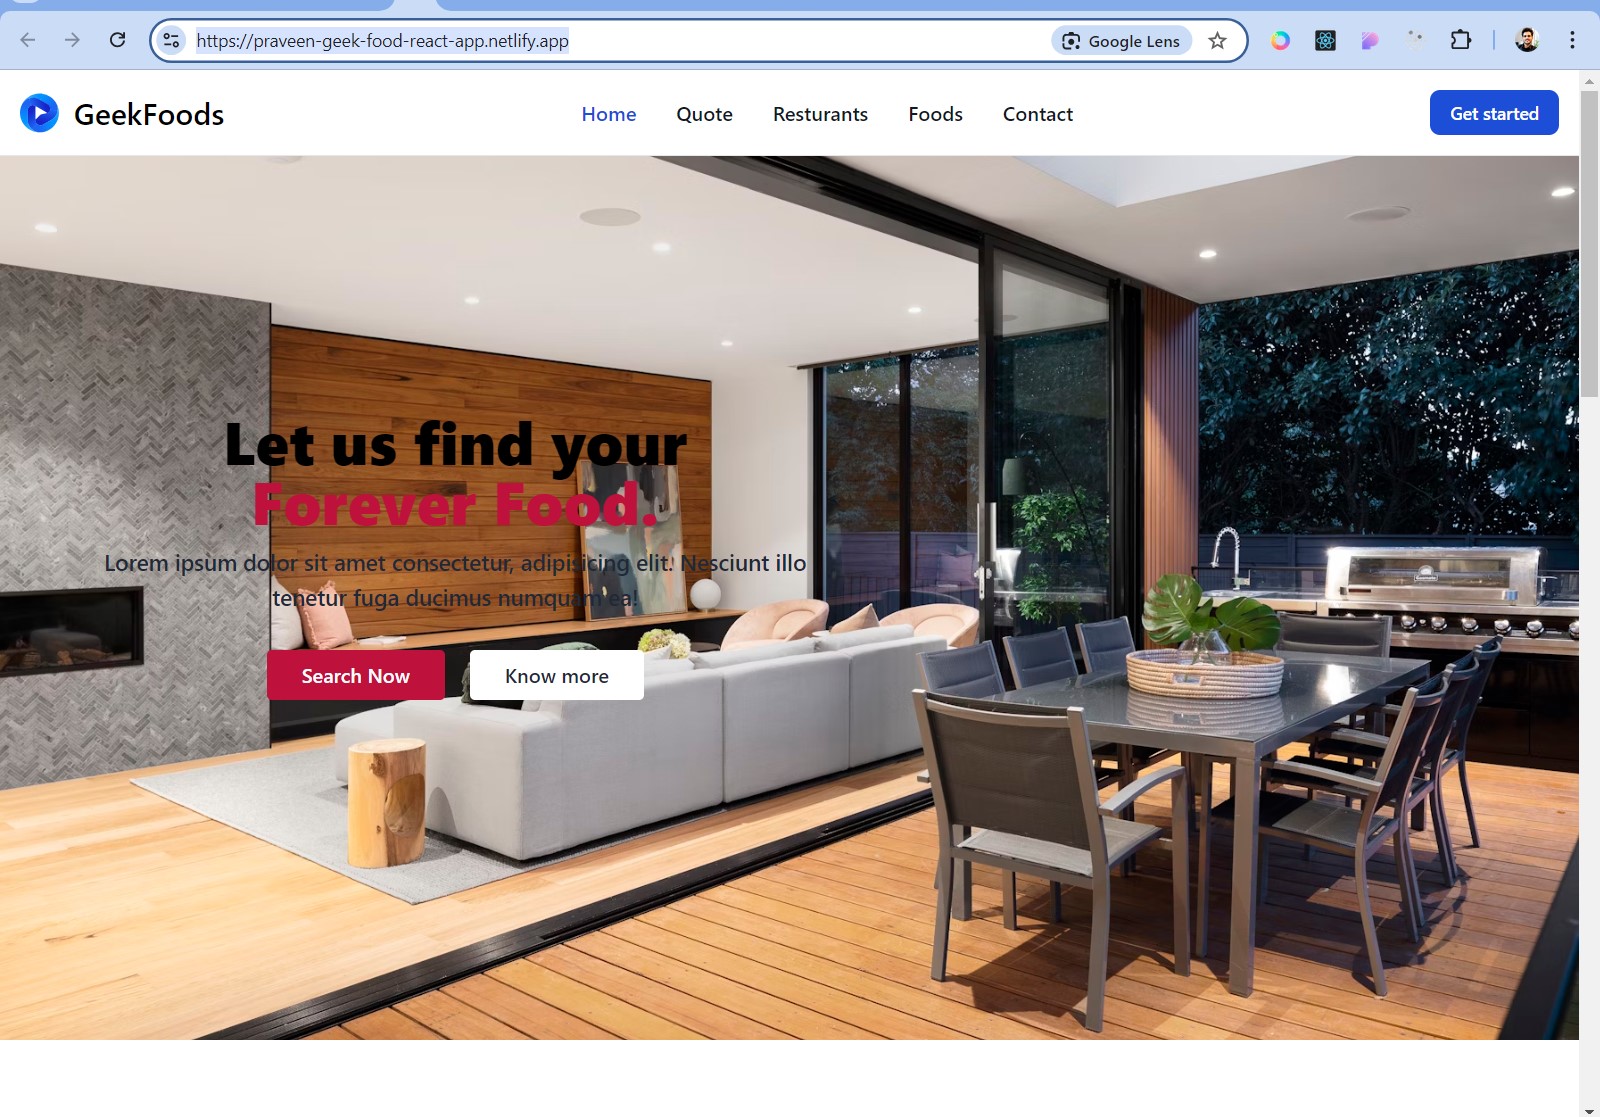 https://praveen-geek-food-react-app.netlify.app
Google Lens
GeekFoods
Home
Quote
Resturants
Foods
Contact
Get started
Let us find your
Forever Food.
Lorem ipsum dolor sit amet consectetur, adipisicing elit. Nesciunt illo
tenetur fuga ducimus numquam ea!
Search Now
Know more